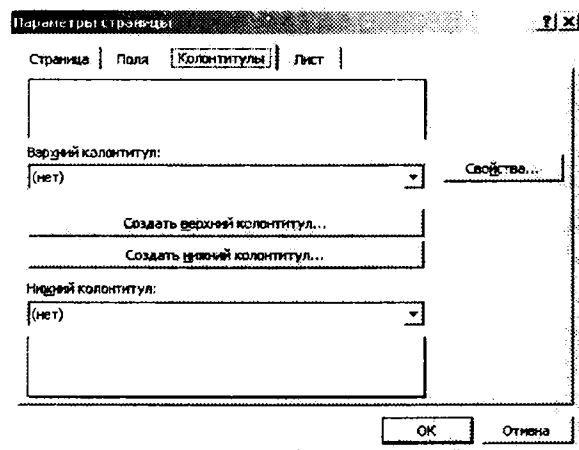 Параметры страницы
Страница Поля Колонтитулы Лист
Верхний колонтитул:
(нет)
Свойства...
Создать верхний колонтитул...
Создать нижний колонтитул...
Нижний колонтитул:
(нет)
OK Отмена